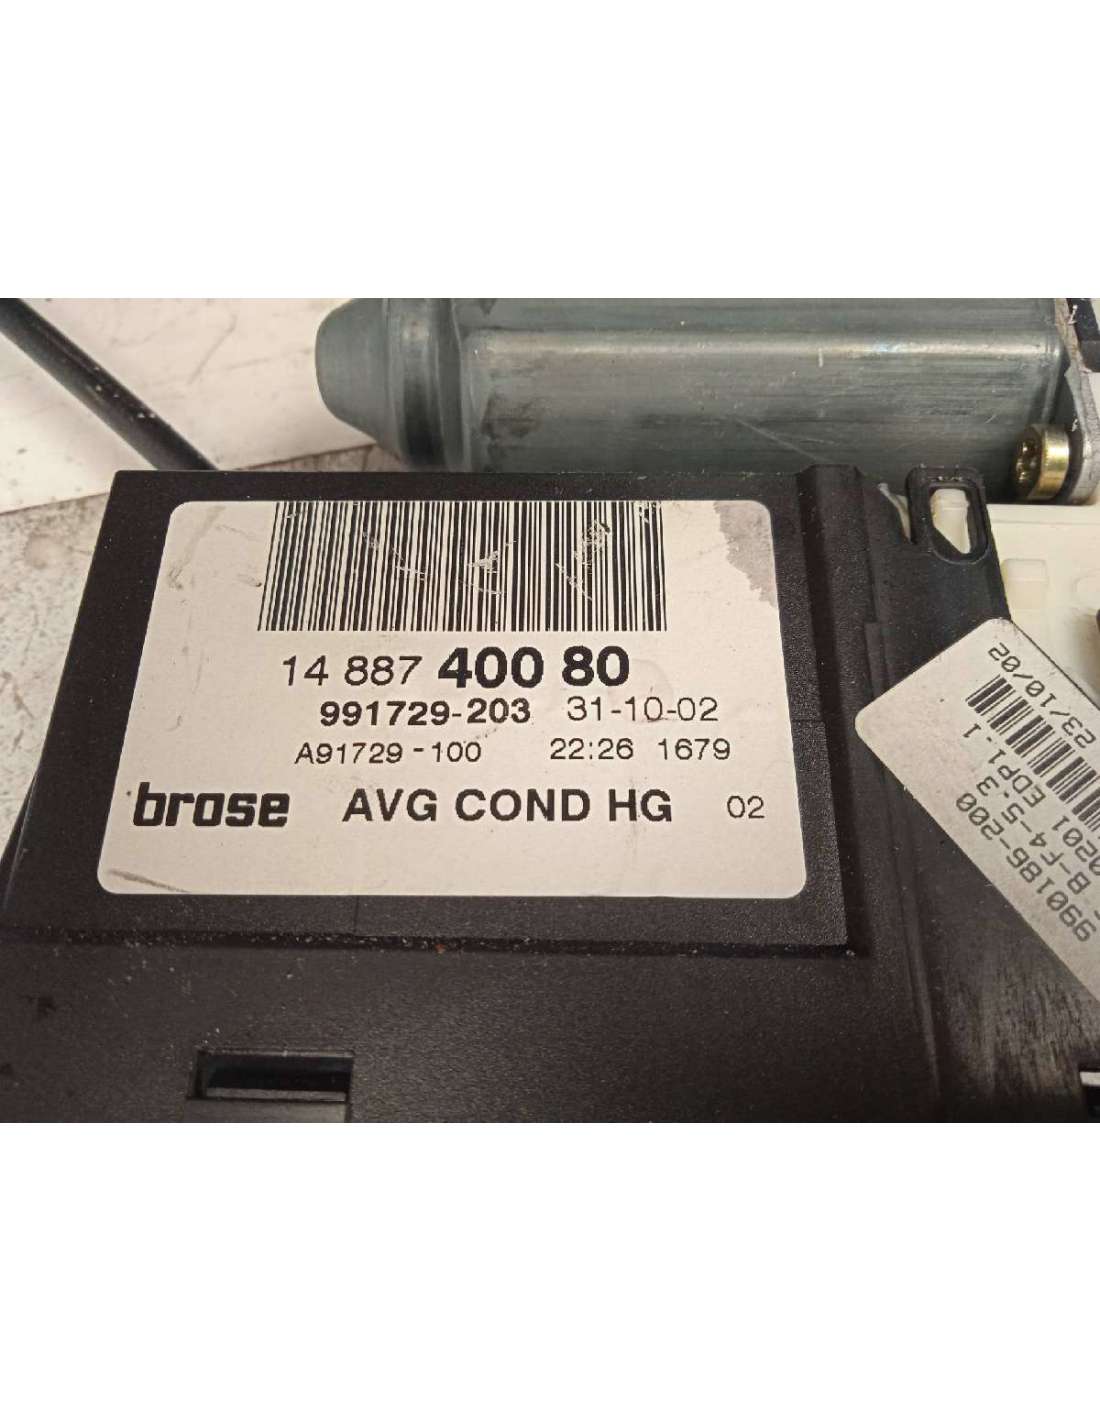 14 887 400 80
991729-203 31-10-02
A91729-100 22:26 1679
brose AVG COND HG 02
23/10/02
EDP1.1
B-F4-5:3
990186-200